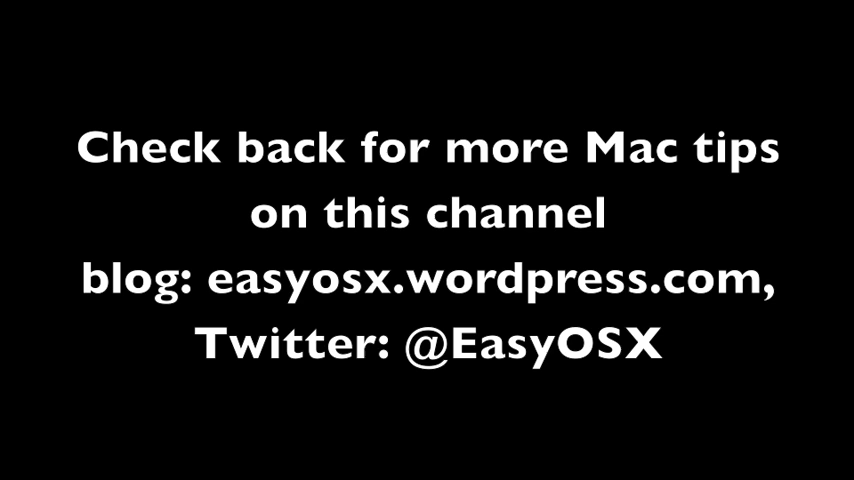 Check back for more Mac tips
on this channel
blog: easyosx.wordpress.com,
Twitter: @EasyOSX